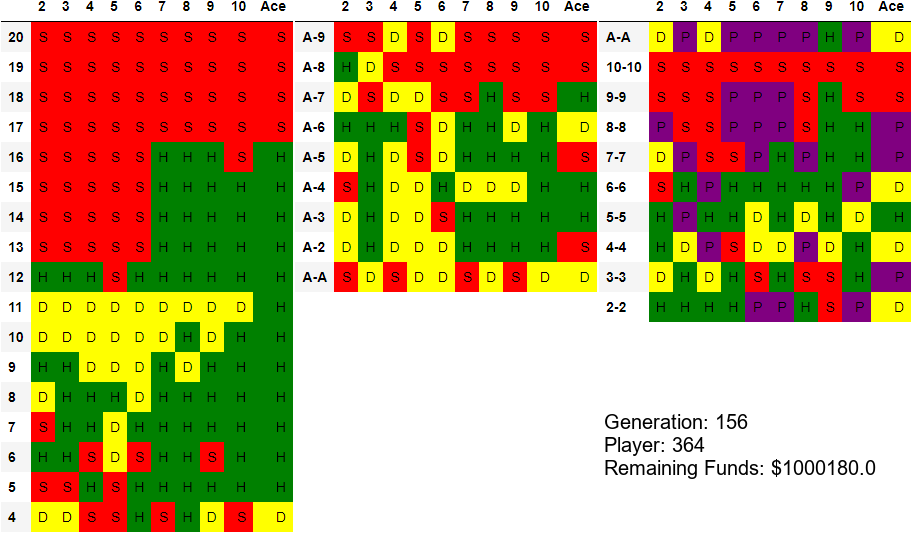 2 3 4 5 6 7 8 9 10 Ace
20 S S S S S S S S S S
19 S S S S S S S S S S
18 S S S S S S S S S S
17 S S S S S S S S S S
16 S S S S S H H H S H
15 S S S S S H H H H H
14 S S S S S H H H H H
13 S S S S S H H H H H
12 H H H S H H H H H H
11 D D D D D D D D D H
10 D D D D D D H D H H
9 H H D D D H D H H H
8 D H H H D H H H H H
7 S H H D H H H H H H
6 H H S D S H H S H H
5 S S H S H H H H H H
4 D D S S H S H D S D
2 3 4 5 6 7 8 9 10 Ace
A-9 S S D S D S S S S S
A-8 H D S S S S S S S S
A-7 D S D D S S H S S H
A-6 H H H S D H H D H D
A-5 D H D S D H H H H S
A-4 S H D D H D D D H H
A-3 D H D D S H H H H H
A-2 D H D D D H H H H S
A-A S D S D D S D S D D
2 3 4 5 6 7 8 9 10 Ace
A-A D P D P P P P H P D
10-10 S S S S S S S S S S
9-9 S S S P P P S H S S
8-8 P S S P P P S H H P
7-7 D P S S P H P H H P
6-6 S H P H H H H H P D
5-5 H P H H D H D H D H
4-4 H D P S D D P D H D
3-3 D H D H S H S S H P
2-2 H H H H P P H S P D
Generation: 156
Player: 364
Remaining Funds: $1000180.0